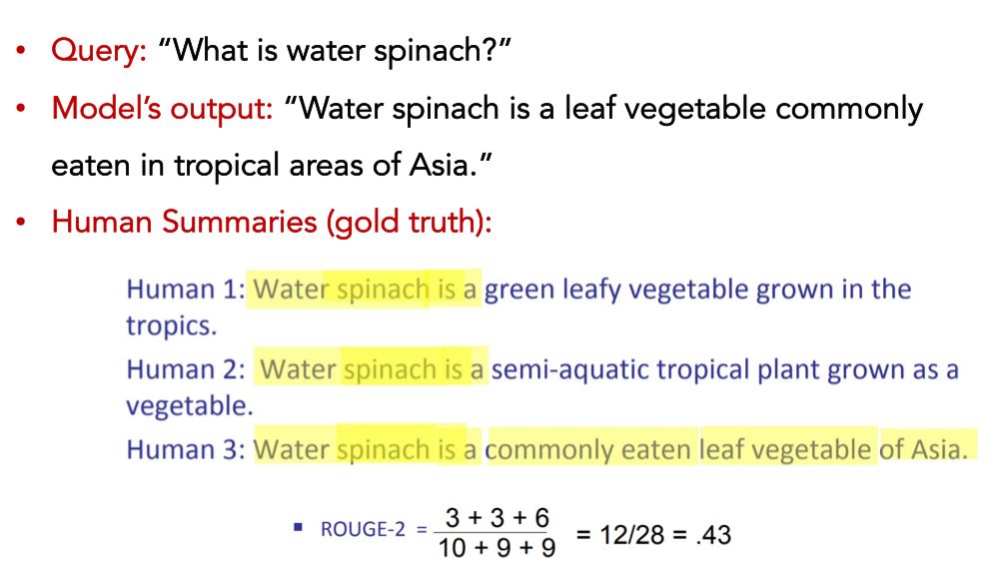 • Query: “What is water spinach?”
• Model’s output: “Water spinach is a leaf vegetable commonly
eaten in tropical areas of Asia.”
• Human Summaries (gold truth):
Human 1: Water spinach is a green leafy vegetable grown in the
tropics.
Human 2: Water spinach is a semi-aquatic tropical plant grown as a
vegetable.
Human 3: Water spinach is a commonly eaten leaf vegetable of Asia.
▪ ROUGE-2 =
3 + 3 + 6
10 + 9 + 9
= 12/28 = .43